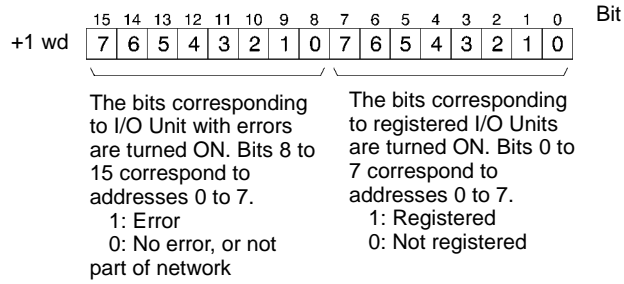 15 14 13 12 11 10 9 8 7 6 5 4 3 2 1 0 Bit
+1 wd 7 6 5 4 3 2 1 0 7 6 5 4 3 2 1 0
The bits corresponding
to I/O Unit with errors
are turned ON. Bits 8 to
15 correspond to
addresses 0 to 7.
1: Error
0: No error, or not
part of network
The bits corresponding
to registered I/O Units
are turned ON. Bits 0 to
7 correspond to
addresses 0 to 7.
1: Registered
0: Not registered